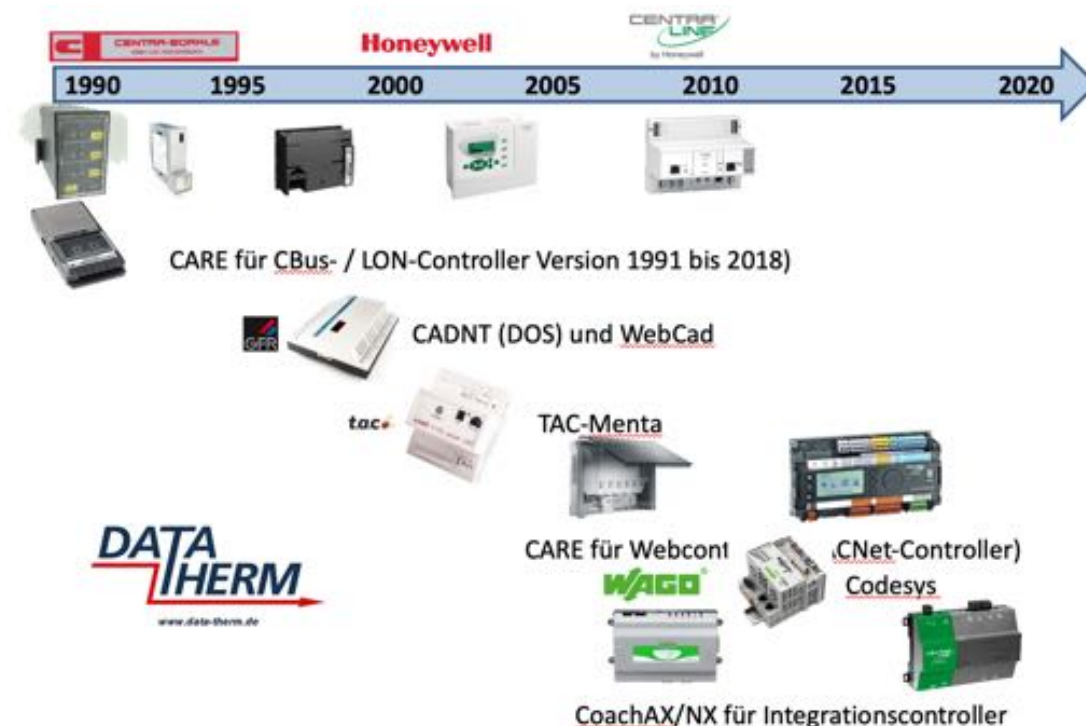 CENTRA-BÜRKLE
Honeywell
CENTRA
LINE
by Honeywell
1990 1995 2000 2005 2010 2015 2020
CARE für CBus- / LON-Controller Version 1991 bis 2018)
GFR
CADNT (DOS) und WebCad
tac
TAC-Menta
CARE für Webcont CNet-Controller)
DATA
THERM
www.data-therm.de
WAGO
Codesys
CoachAX/NX für Integrationscontroller